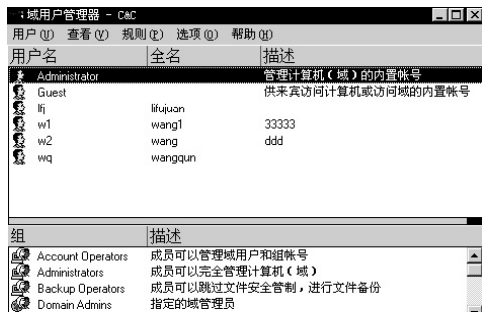 域用户管理器 - C&C
用户(U) 查看(V) 规则(P) 选项(O) 帮助(H)
用户名 全名 描述
Administrator 管理计算机(域)的内置帐号
Guest 供来宾访问计算机或访问域的内置帐号
lfj lifujuan
w1 wang1 33333
w2 wang ddd
wq wangqun
组 描述
Account Operators 成员可以管理域用户和组帐号
Administrators 成员可以完全管理计算机(域)
Backup Operators 成员可以跳过文件安全管制,进行文件备份
Domain Admins 指定的域管理员